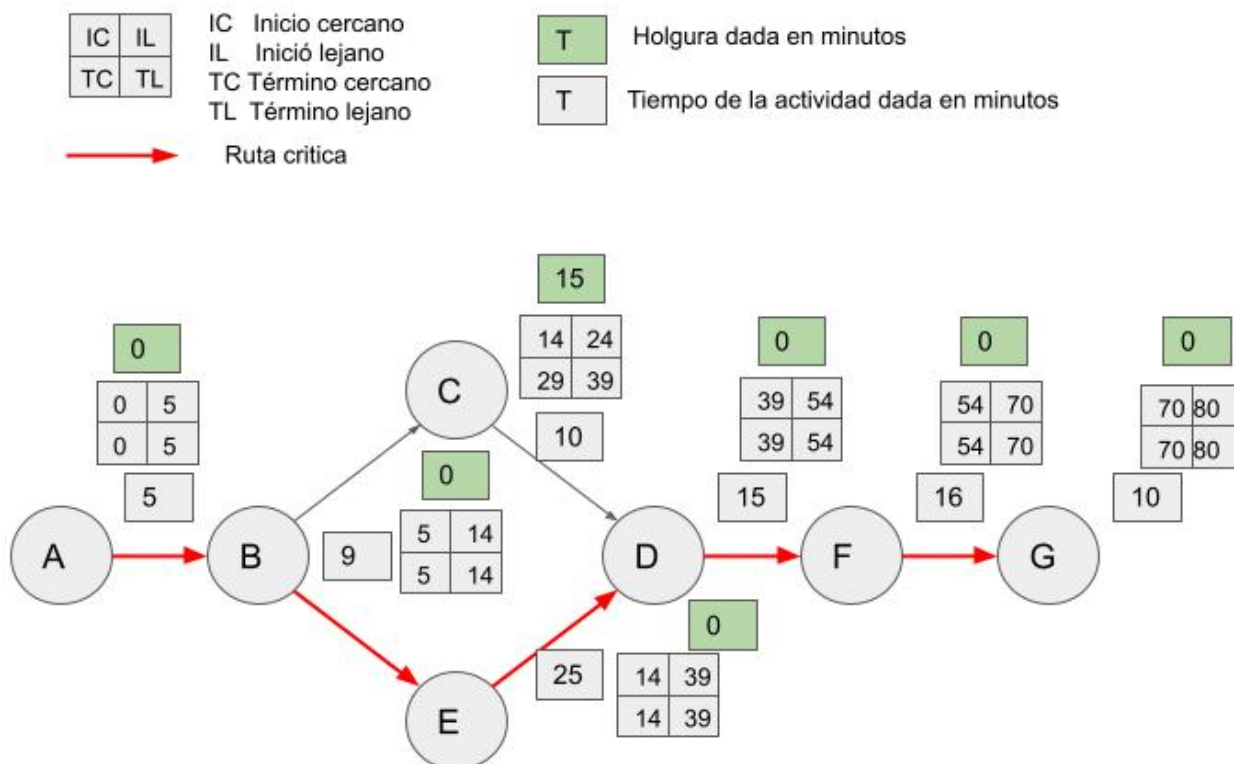 IC IL
TC TL
IC Inicio cercano
IL Inició lejano
TC Término cercano
TL Término lejano
Ruta critica
T Holgura dada en minutos
T Tiempo de la actividad dada en minutos
15
14 24
29 39
10
0
0 5
0 5
5
C
0
39 54
39 54
15
0
54 70
54 70
16
0
70 80
70 80
10
0
5 14
5 14
9
A
B
D
F
G
0
25
14 39
14 39
E